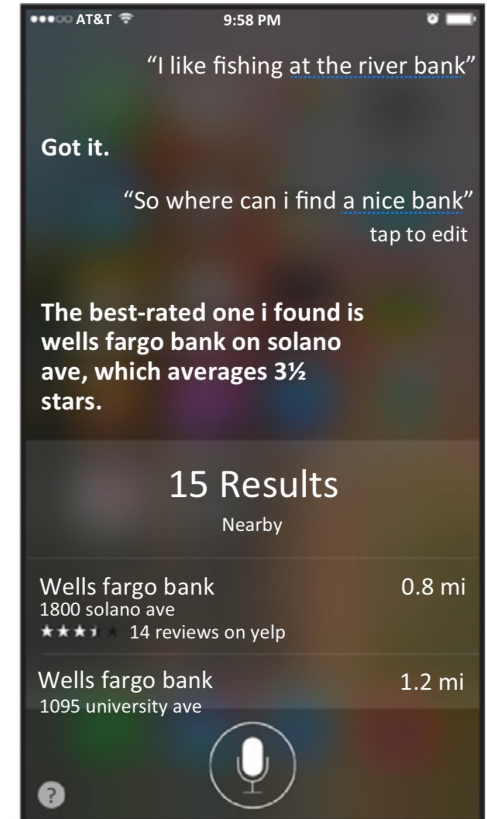 AT&T 9:58 PM
“I like fishing at the river bank”
Got it.
“So where can i find a nice bank”
tap to edit
The best-rated one i found is
wells fargo bank on solano
ave, which averages 3½
stars.
15 Results
Nearby
Wells fargo bank 0.8 mi
1800 solano ave
14 reviews on yelp
Wells fargo bank 1.2 mi
1095 university ave
?